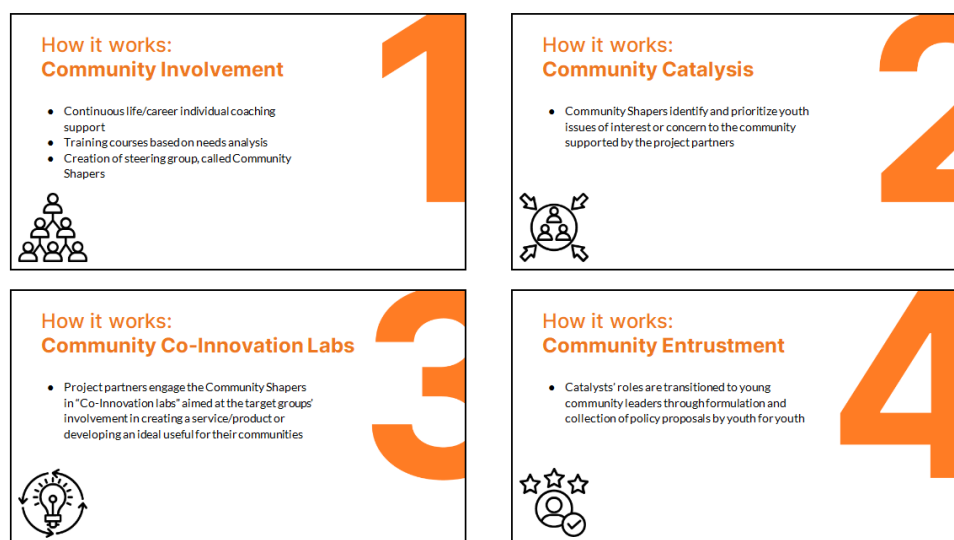 How it works:
Community Involvement
1
● Continuous life/career individual coaching
support
● Training courses based on needs analysis
● Creation of steering group, called Community
Shapers
How it works:
Community Catalysis
2
● Community Shapers identify and prioritize youth
issues of interest or concern to the community
supported by the project partners
How it works:
Community Co-Innovation Labs
3
● Project partners engage the Community Shapers
in “Co-Innovation labs” aimed at the target groups’
involvement in creating a service/product or
developing an ideal useful for their communities
How it works:
Community Entrustment
4
● Catalysts’ roles are transitioned to young
community leaders through formulation and
collection of policy proposals by youth for youth